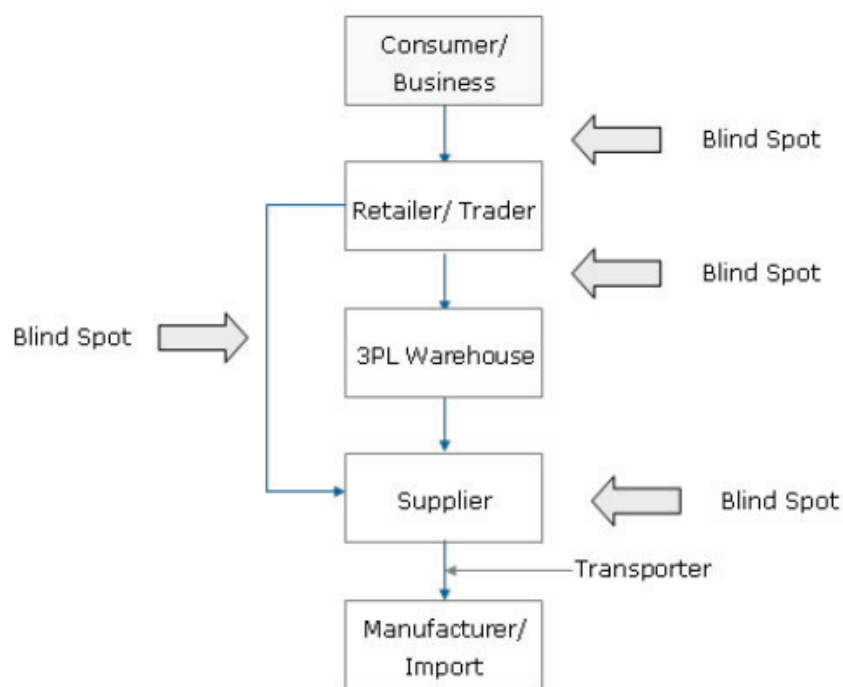 Consumer/
Business
Blind Spot
Retailer/ Trader
Blind Spot
Blind Spot
3PL Warehouse
Supplier
Blind Spot
Transporter
Manufacturer/
Import